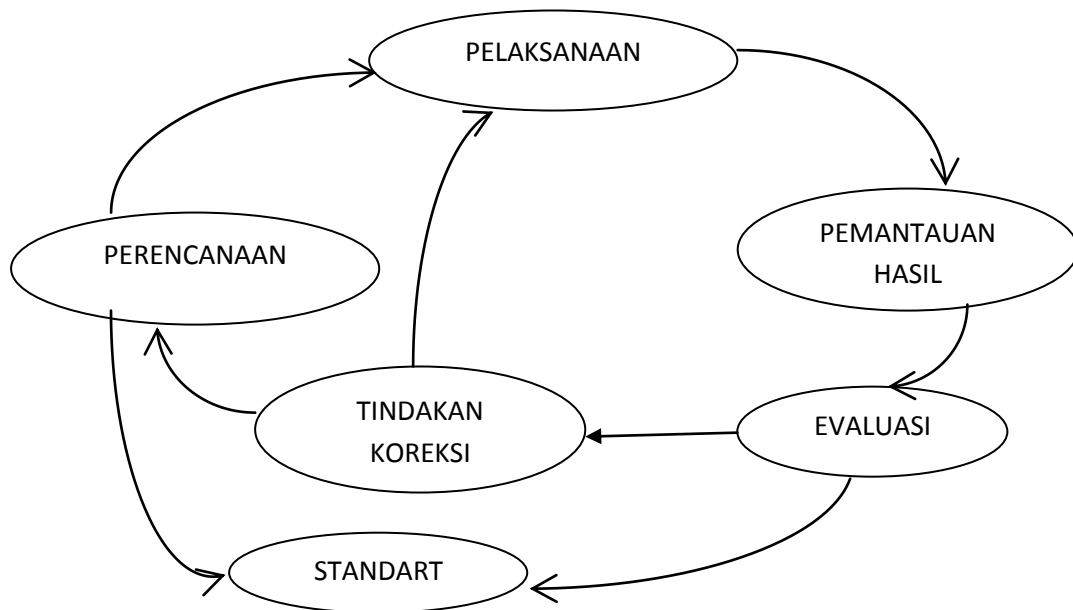 PELAKSANAAN
PERENCANAAN
PEMANTAUAN
HASIL
TINDAKAN
KOREKSI
EVALUASI
STANDART